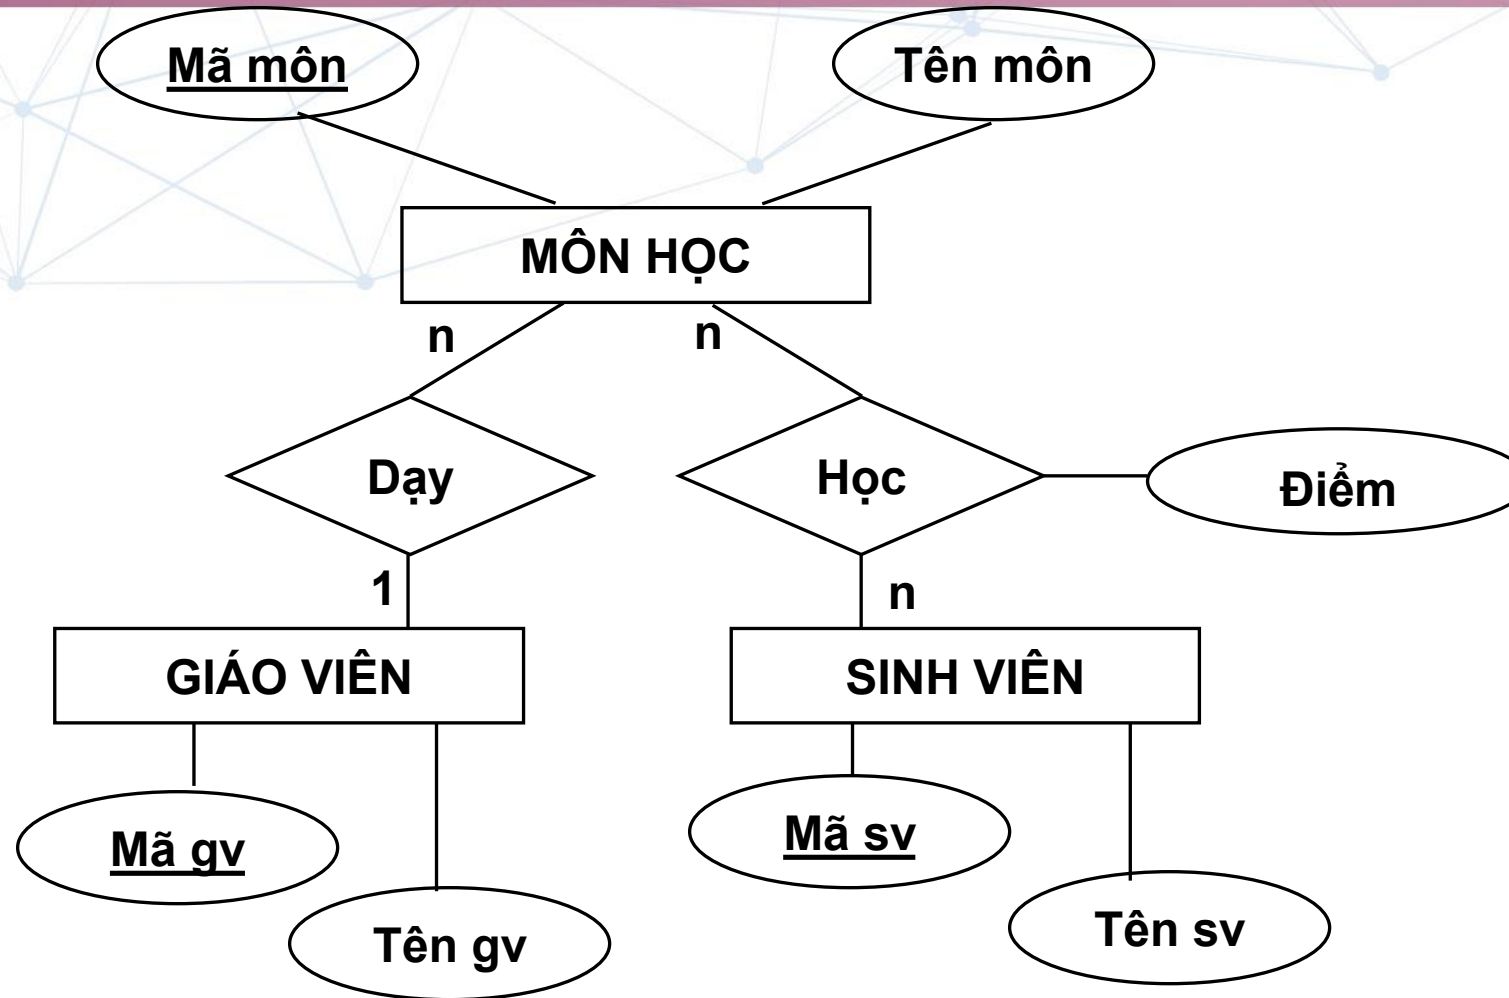 Mã môn
Tên môn
MÔN HỌC
n
n
Dạy
Học
Điểm
1
n
GIÁO VIÊN
SINH VIÊN
Mã gv
Mã sv
Tên gv
Tên sv